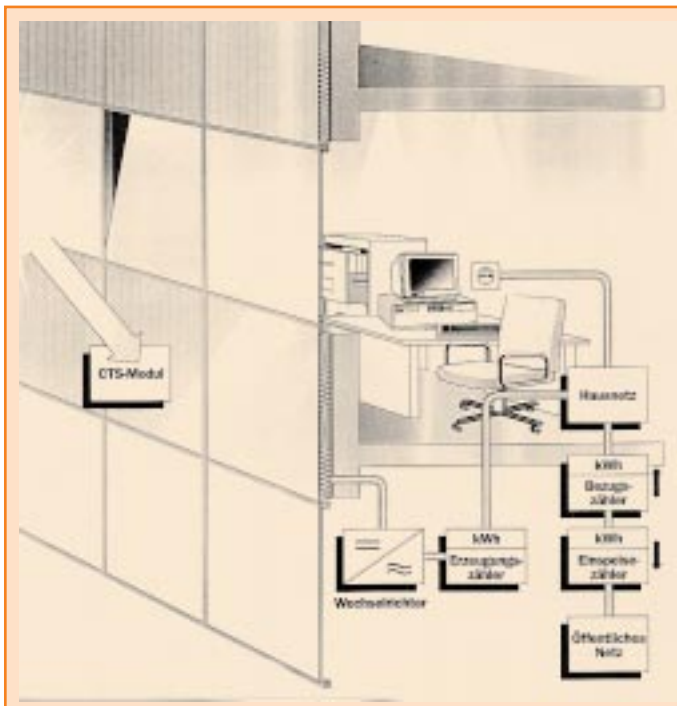 CTS-Modul
Hausnetz
kWh
Bezugs-
zähler
kWh
Einspeise-
zähler
kWh
Erzeugungs-
zähler
Wechselrichter
Öffentliches
Netz